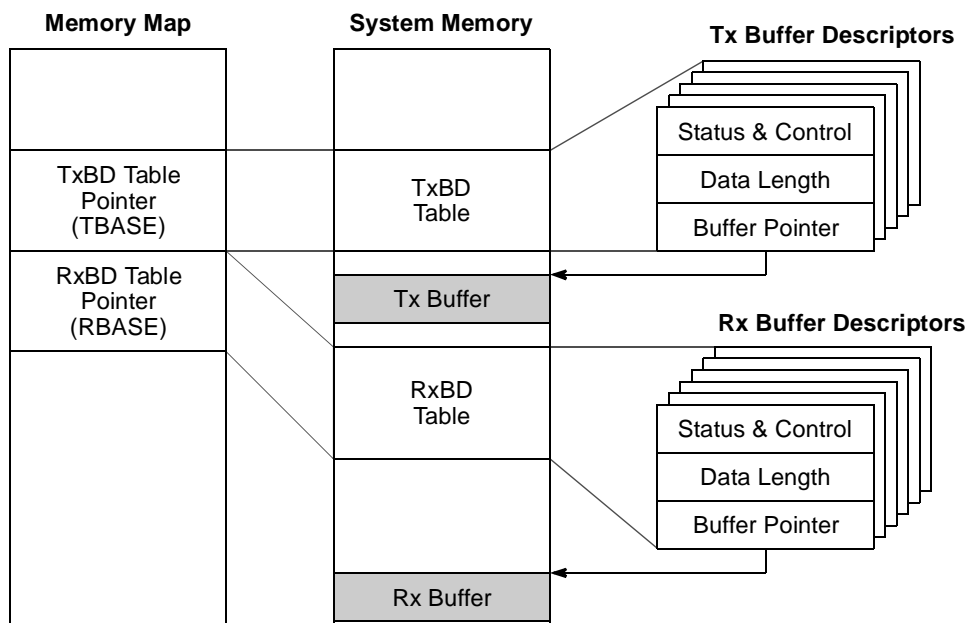 Memory Map
System Memory
Tx Buffer Descriptors
TxBD Table
Pointer
(TBASE)
RxBD Table
Pointer
(RBASE)
TxBD
Table
Tx Buffer
RxBD
Table
Rx Buffer
Status & Control
Data Length
Buffer Pointer
Rx Buffer Descriptors
Status & Control
Data Length
Buffer Pointer